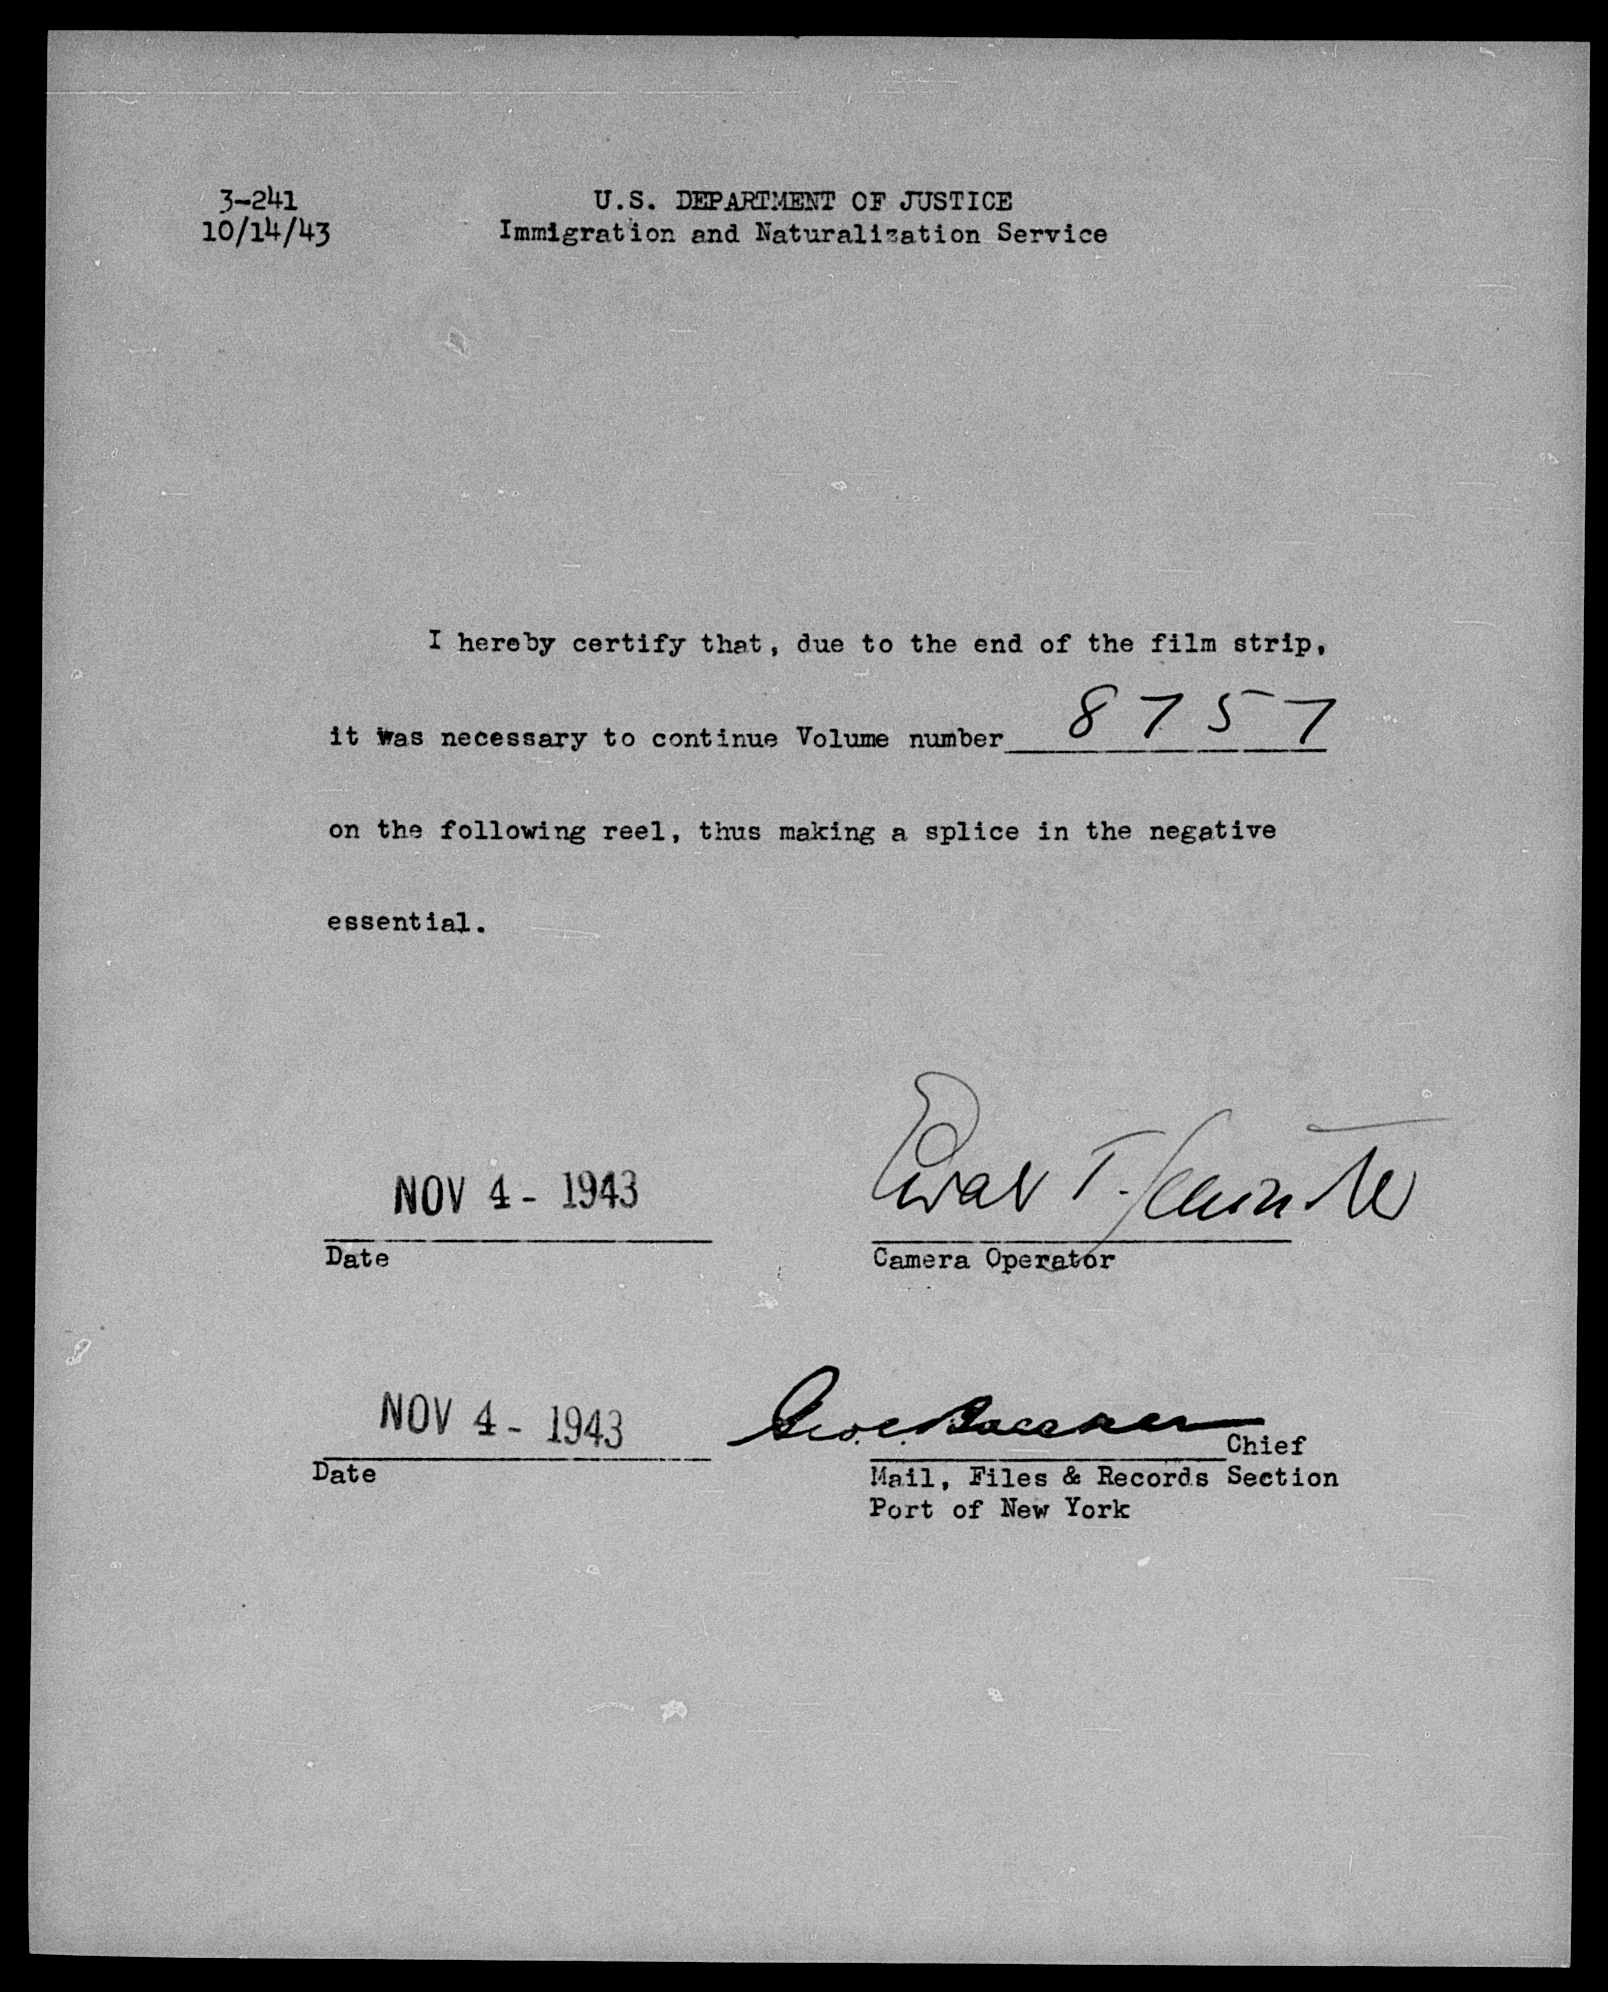 3-241
10/14/43
U.S. DEPARTMENT OF JUSTICE
Immigration and Naturalization Service
I hereby certify that, due to the end of the film strip,
it was necessary to continue Volume number 8757
on the following reel, thus making a splice in the negative
essential.
NOV 4 - 1943
Date
T.
Camera Operator
NOV 4 - 1943
Date
Geo. C.
Chief
Mail, Files & Records Section
Port of New York